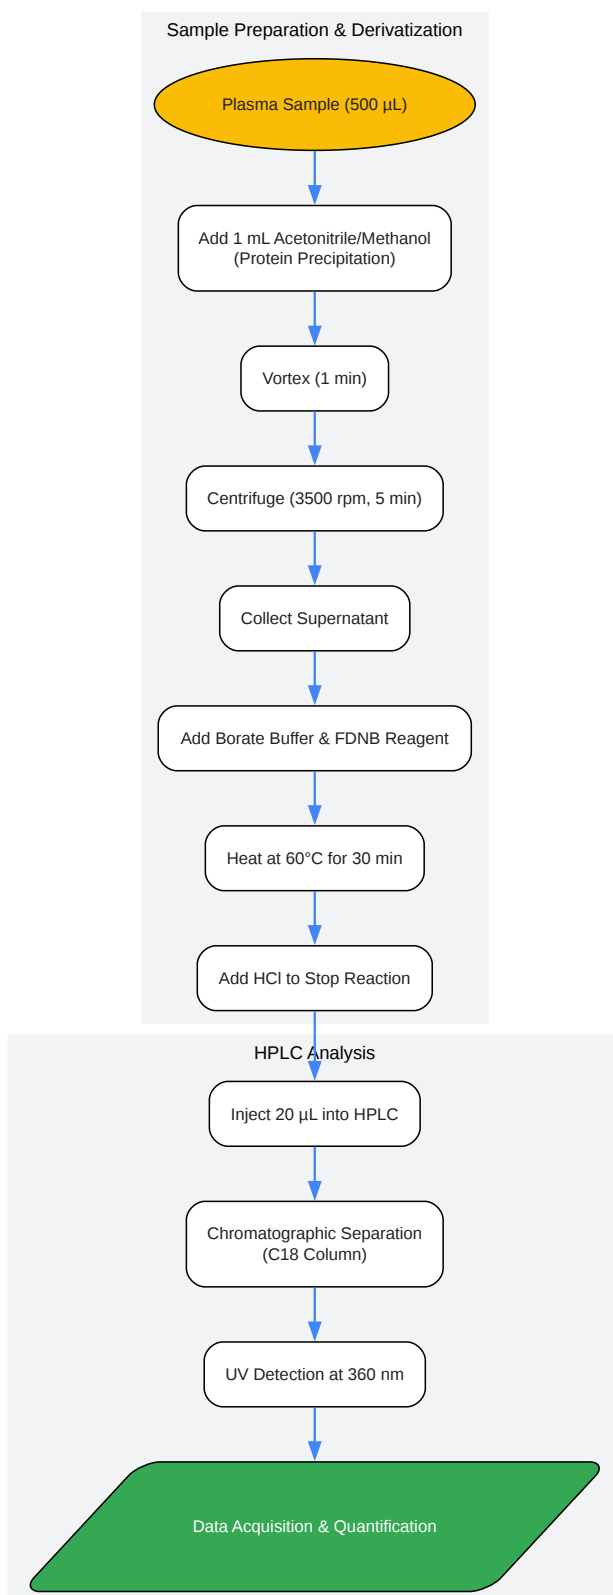 Sample Preparation & Derivatization
Plasma Sample (500 µL)
Add 1 mL Acetonitrile/Methanol
(Protein Precipitation)
Vortex (1 min)
Centrifuge (3500 rpm, 5 min)
Collect Supernatant
Add Borate Buffer & FDNB Reagent
Heat at 60°C for 30 min
Add HCl to Stop Reaction
HPLC Analysis
Inject 20 µL into HPLC
Chromatographic Separation
(C18 Column)
UV Detection at 360 nm
Data Acquisition & Quantification